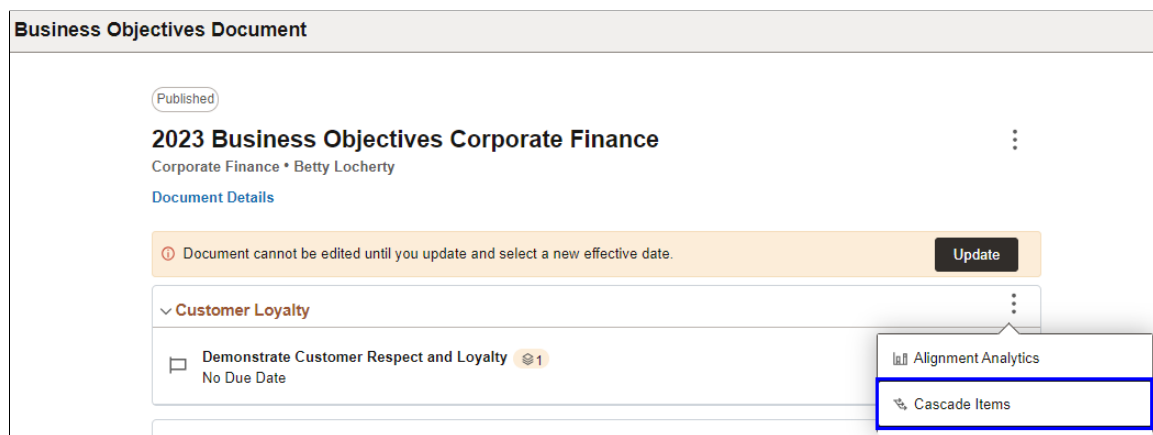 Business Objectives Document
Published
2023 Business Objectives Corporate Finance
Corporate Finance • Betty Locherty
Document Details
Document cannot be edited until you update and select a new effective date.
Update
Customer Loyalty
Demonstrate Customer Respect and Loyalty 1
No Due Date
Alignment Analytics
Cascade Items